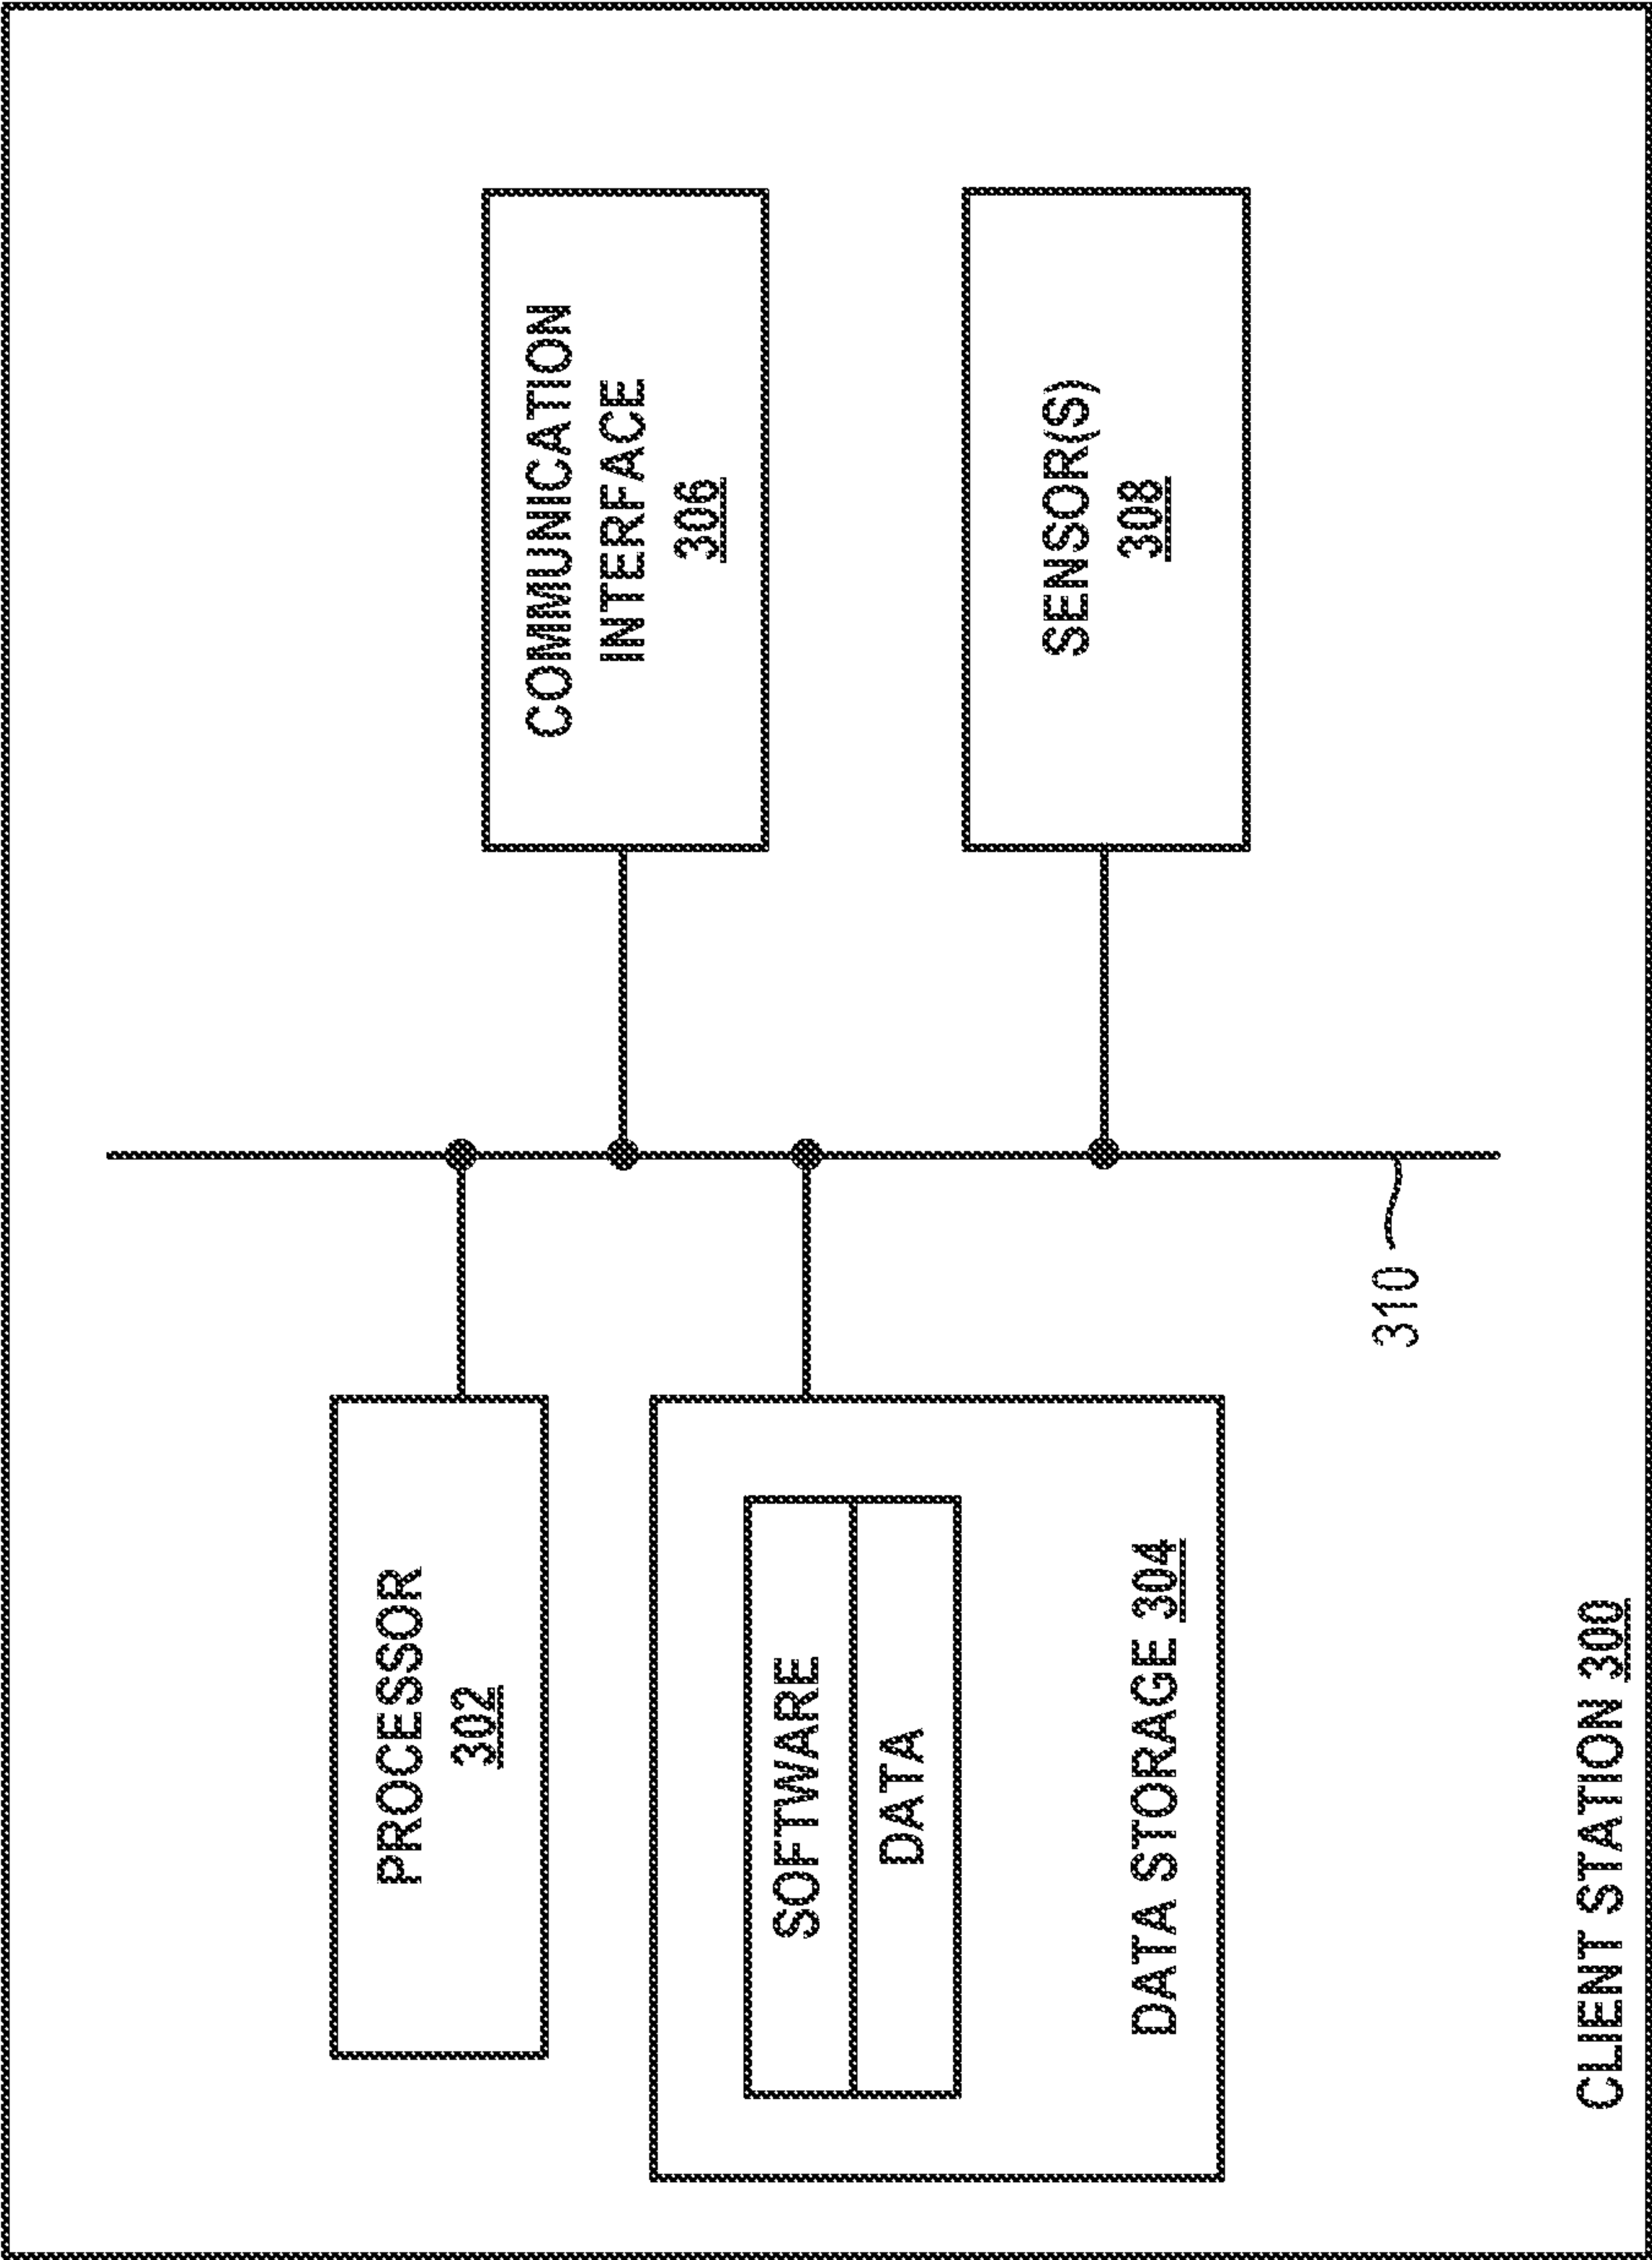 PROCESSOR
302
SOFTWARE
DATA
DATA STORAGE 304
310
COMMUNICATION
INTERFACE
306
SENSOR(S)
308
CLIENT STATION 300